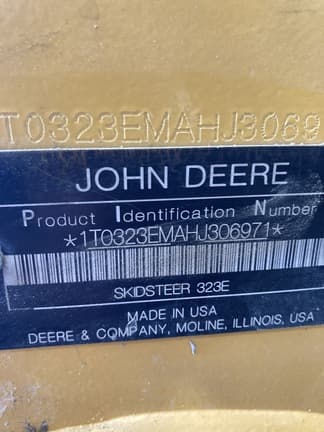 T0323EMAHJ3069
JOHN DEERE
Product Identification Number
*1T0323EMAHJ306971*
SKIDSTEER 323E
MADE IN USA
DEERE & COMPANY, MOLINE, ILLINOIS, USA